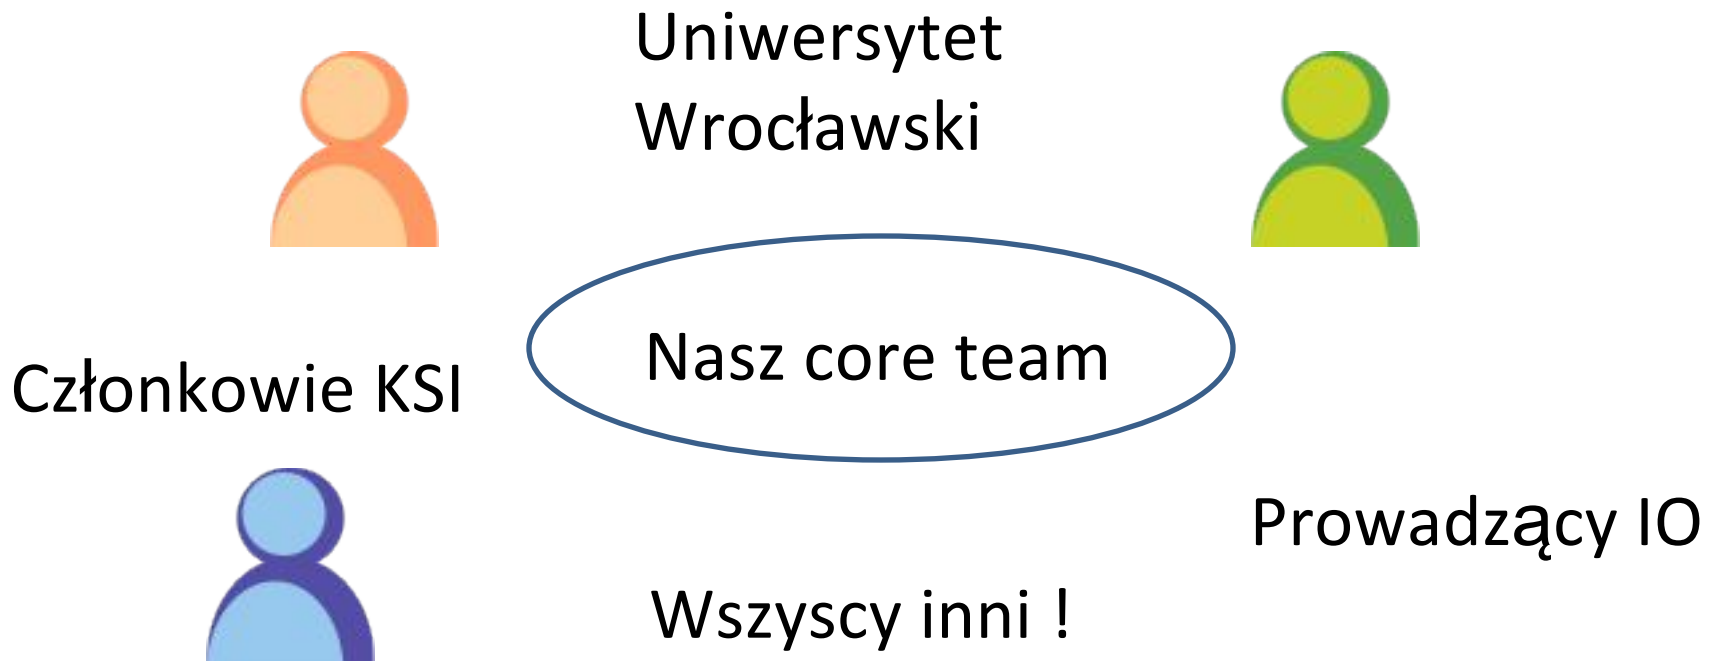 Uniwersytet
Wrocławski
Nasz core team
Członkowie KSI
Prowadzący IO
Wszyscy inni !